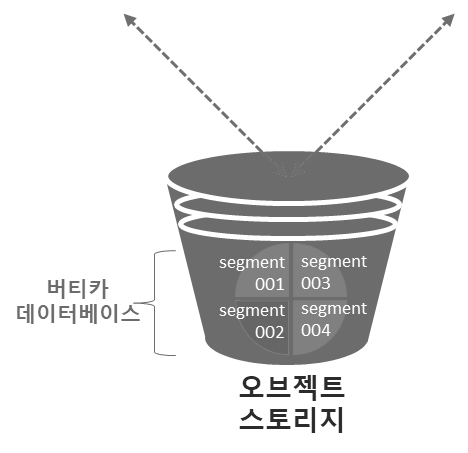 segment
001
segment
003
segment
002
segment
004
버티카
데이터베이스
오브젝트
스토리지